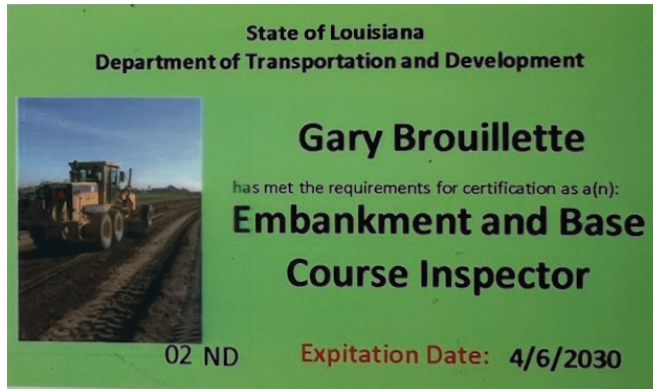 State of Louisiana
Department of Transportation and Development
Gary Brouillette
has met the requirements for certification as a(n):
Embankment and Base
Course Inspector
02 ND
Expitation Date: 4/6/2030